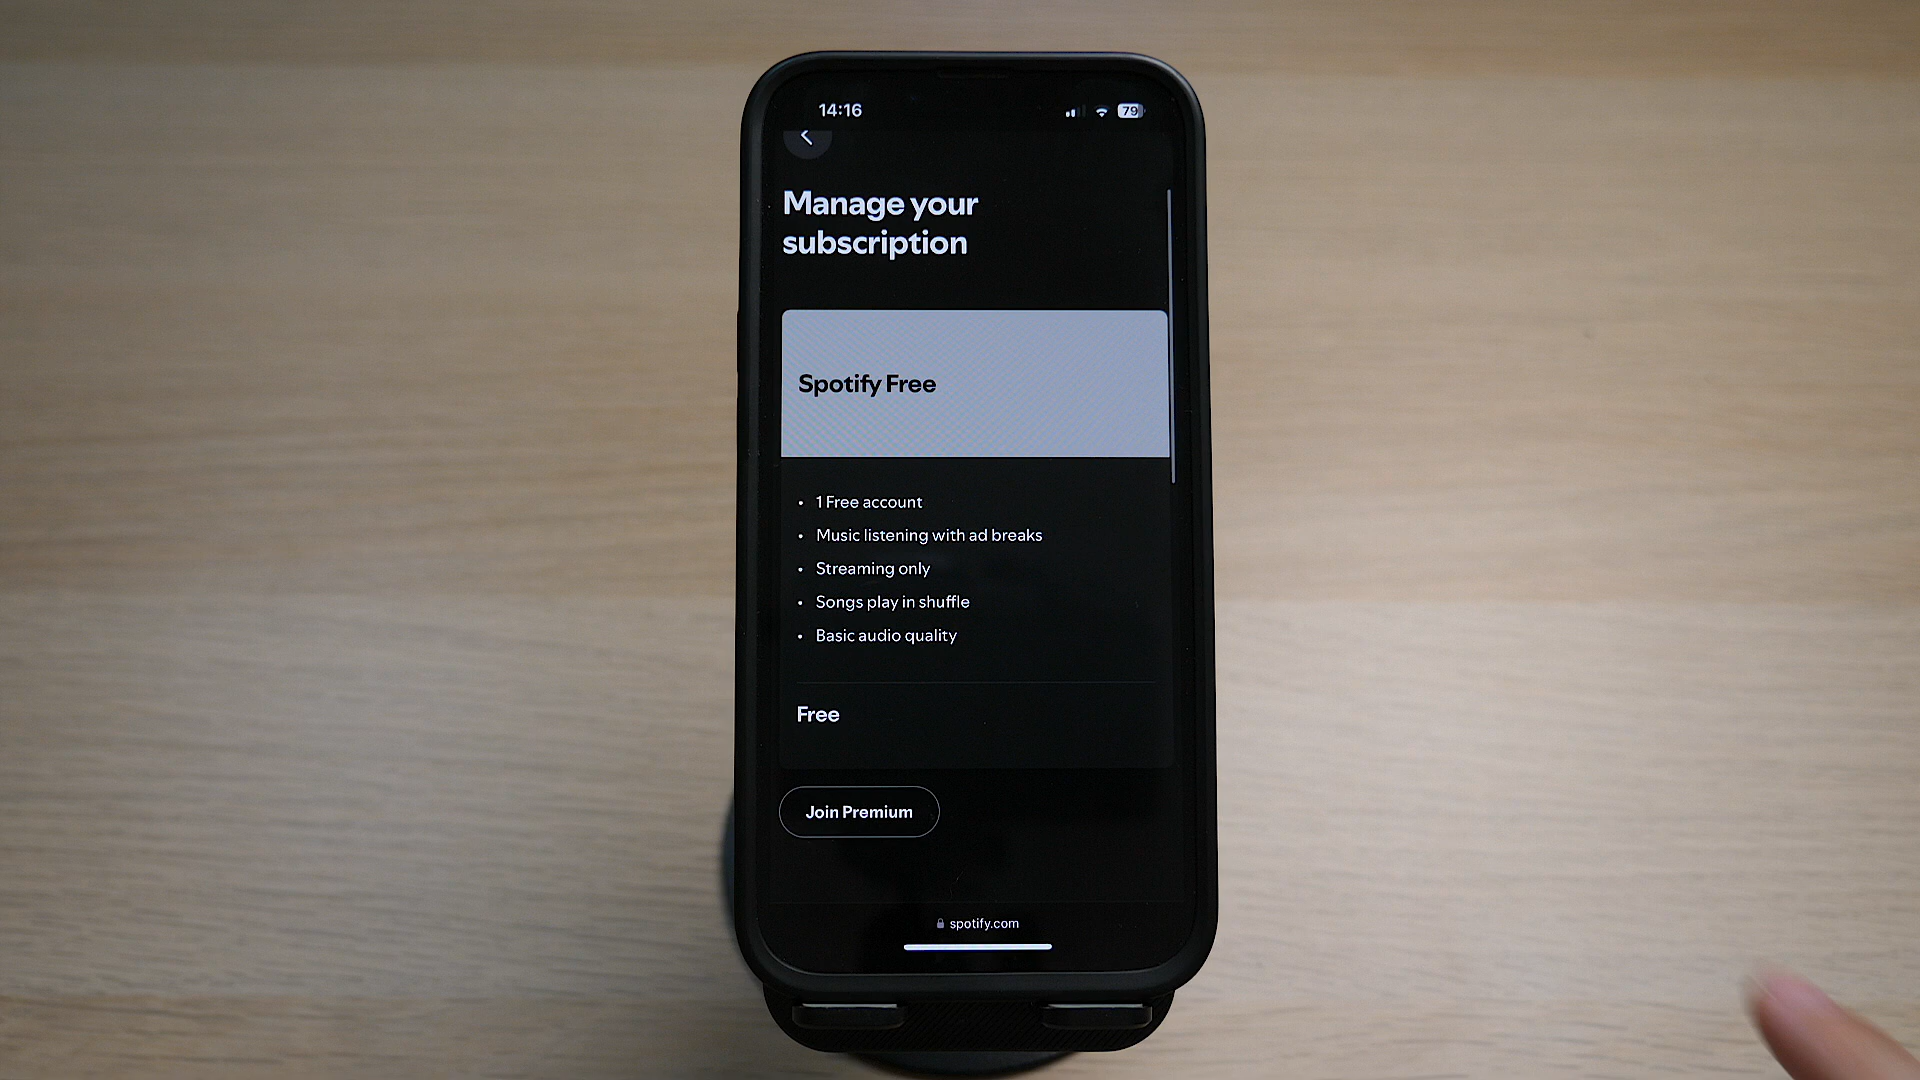 14:16
79
Manage your
subscription
Spotify Free
• 1 Free account
• Music listening with ad breaks
• Streaming only
• Songs play in shuffle
• Basic audio quality
Free
Join Premium
spotify.com